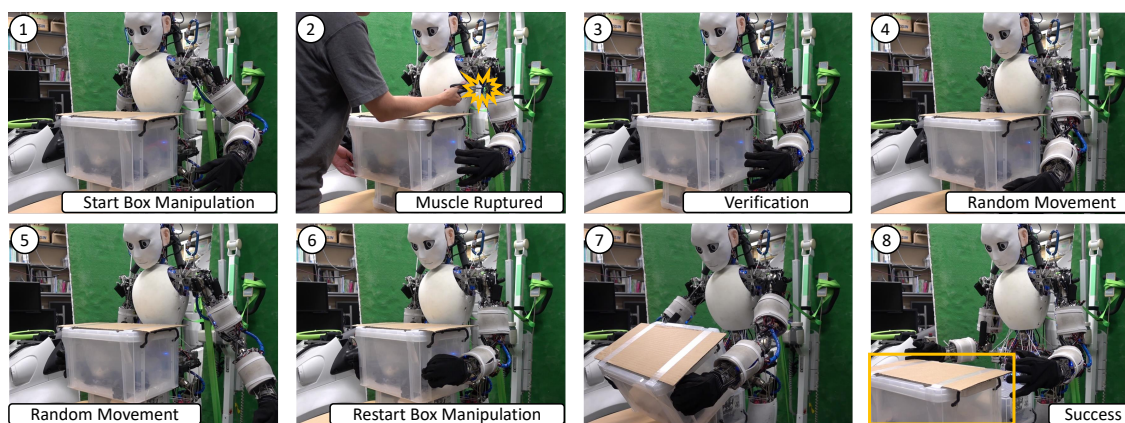 1
Start Box Manipulation
2
Muscle Ruptured
3
Verification
4
Random Movement
5
Random Movement
6
Restart Box Manipulation
7
8
Success